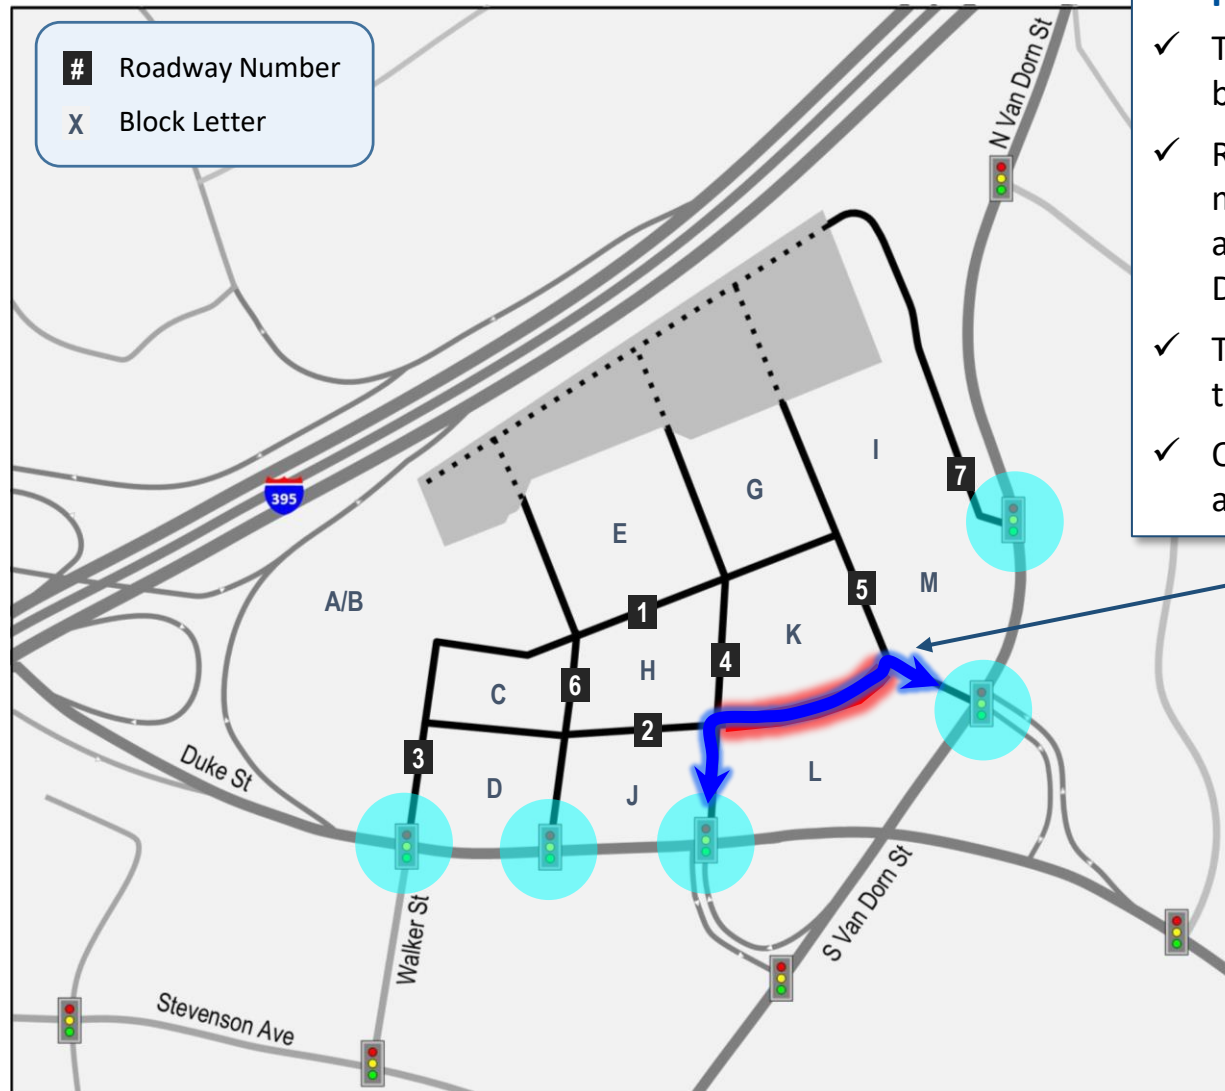 # Roadway Number
X Block Letter
N Van Dorn St
✓ T
b
✓ R
n
a
D
✓ T
t
✓ C
a
395
I
7
G
E
A/B
M
5
1
K
4
H
6
C
2
3
D
J
L
Duke St
Walker St
S Van Dorn St
Stevenson Ave